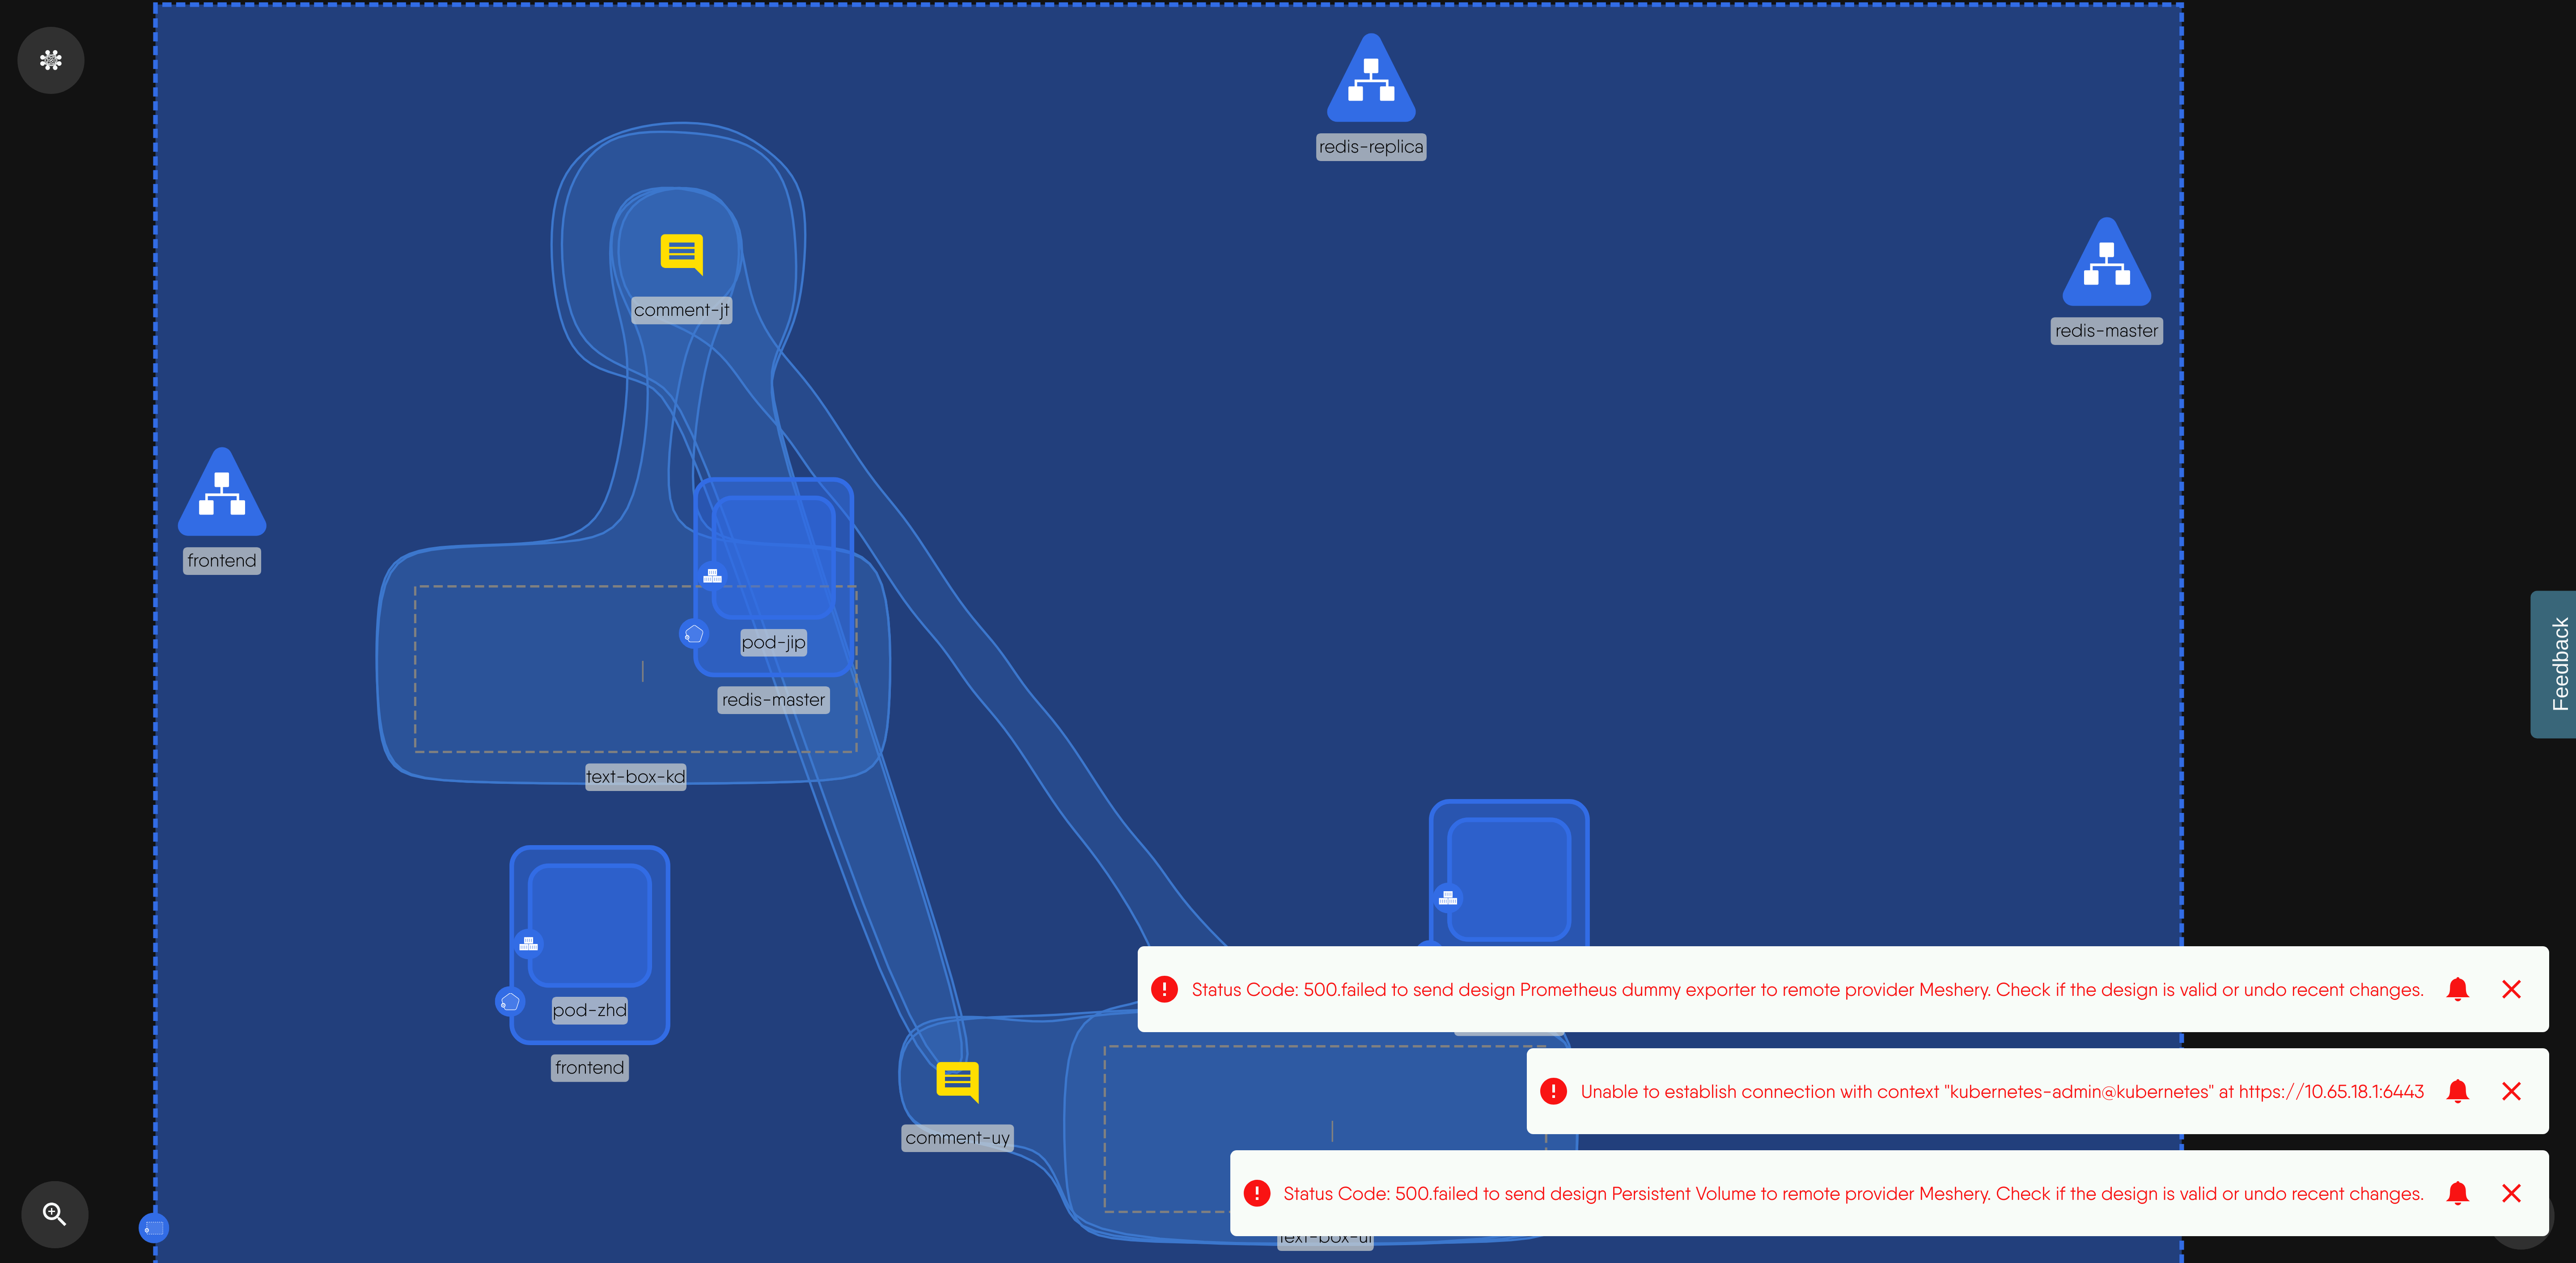 redis-replica
comment-jt
redis-master
frontend
pod-jip
redis-master
text-box-kd
Feedback
pod-zhd
frontend
Status Code: 500.failed to send design Prometheus dummy exporter to remote provider Meshery. Check if the design is valid or undo recent changes.
Unable to establish connection with context "kubernetes-admin@kubernetes" at https://10.65.18.1:6443
comment-uy
Status Code: 500.failed to send design Persistent Volume to remote provider Meshery. Check if the design is valid or undo recent changes.